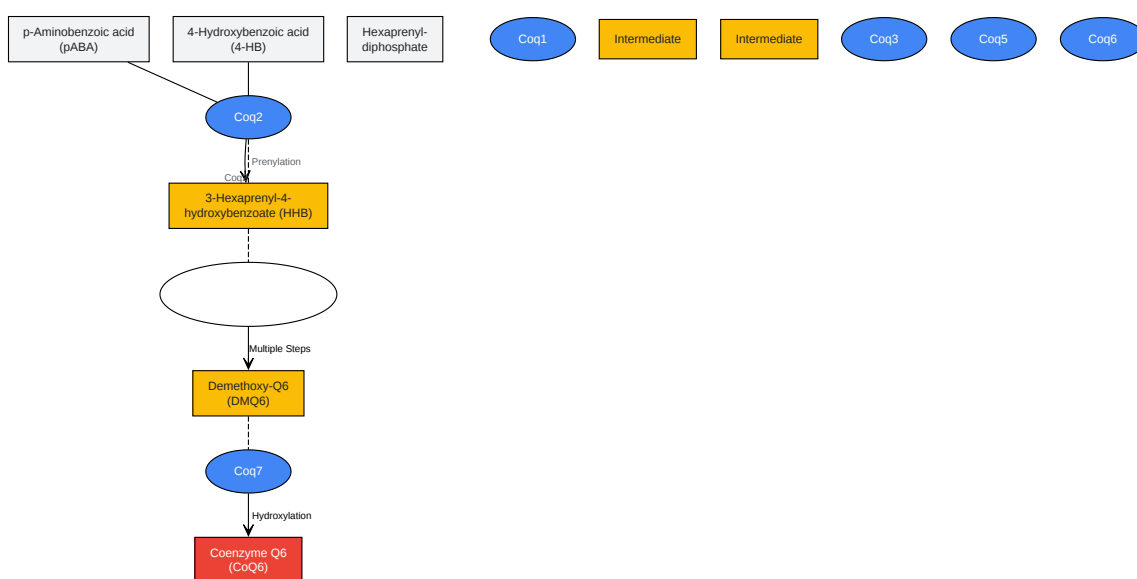 p-Aminobenzoic acid
(pABA)
4-Hydroxybenzoic acid
(4-HB)
Hexaprenyl-
diphosphate
Coq1
Intermediate
Intermediate
Coq3
Coq5
Coq6
Coq2
Prenylation
3-Hexaprenyl-4-
hydroxybenzoate (HHB)
Multiple Steps
Demethoxy-Q6
(DMQ6)
Coq7
Hydroxylation
Coenzyme Q6
(CoQ6)